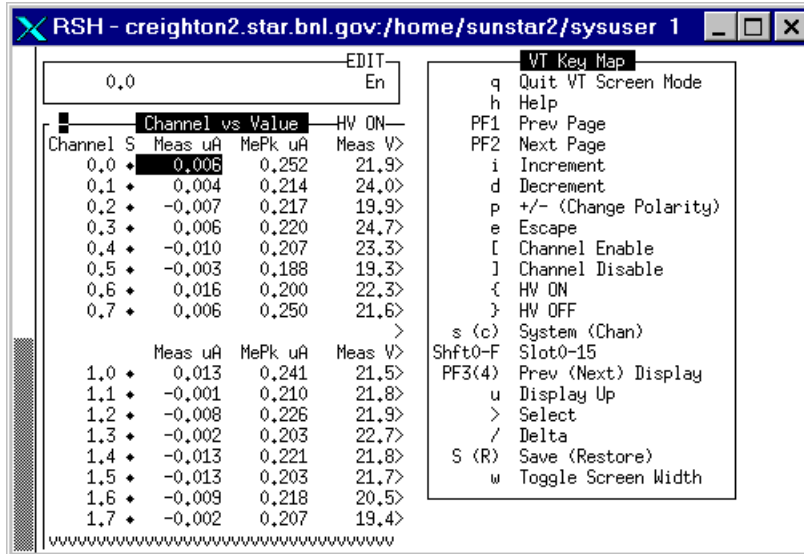 RSH - creighton2.star.bnl.gov:/home/sunstar2/sysuser 1
EDIT
0.0 En
Channel vs Value HV ON
Channel S Meas uA MePk uA Meas V>
0.0 ◆ 0.006 0.252 21.9>
0.1 ◆ 0.004 0.214 24.0>
0.2 ◆ -0.007 0.217 19.9>
0.3 ◆ 0.006 0.220 24.7>
0.4 ◆ -0.010 0.207 23.3>
0.5 ◆ -0.003 0.188 19.3>
0.6 ◆ 0.016 0.200 22.3>
0.7 ◆ 0.006 0.250 21.6>
>
Meas uA MePk uA Meas V>
1.0 ◆ 0.013 0.241 21.5>
1.1 ◆ -0.001 0.210 21.8>
1.2 ◆ -0.008 0.226 21.9>
1.3 ◆ -0.002 0.203 22.7>
1.4 ◆ -0.013 0.221 21.8>
1.5 ◆ -0.013 0.203 21.7>
1.6 ◆ -0.009 0.218 20.5>
1.7 ◆ -0.002 0.207 19.4>
vvvvvvvvvvvvvvvvvvvvvvvvvvvvvvvvvvvvvvvvvvv
VT Key Map
q Quit VT Screen Mode
h Help
PF1 Prev Page
PF2 Next Page
i Increment
d Decrement
p +/- (Change Polarity)
e Escape
[ Channel Enable
] Channel Disable
{ HV ON
} HV OFF
s (c) System (Chan)
Shft0-F Slot0-15
PF3(4) Prev (Next) Display
u Display Up
> Select
/ Delta
S (R) Save (Restore)
w Toggle Screen Width